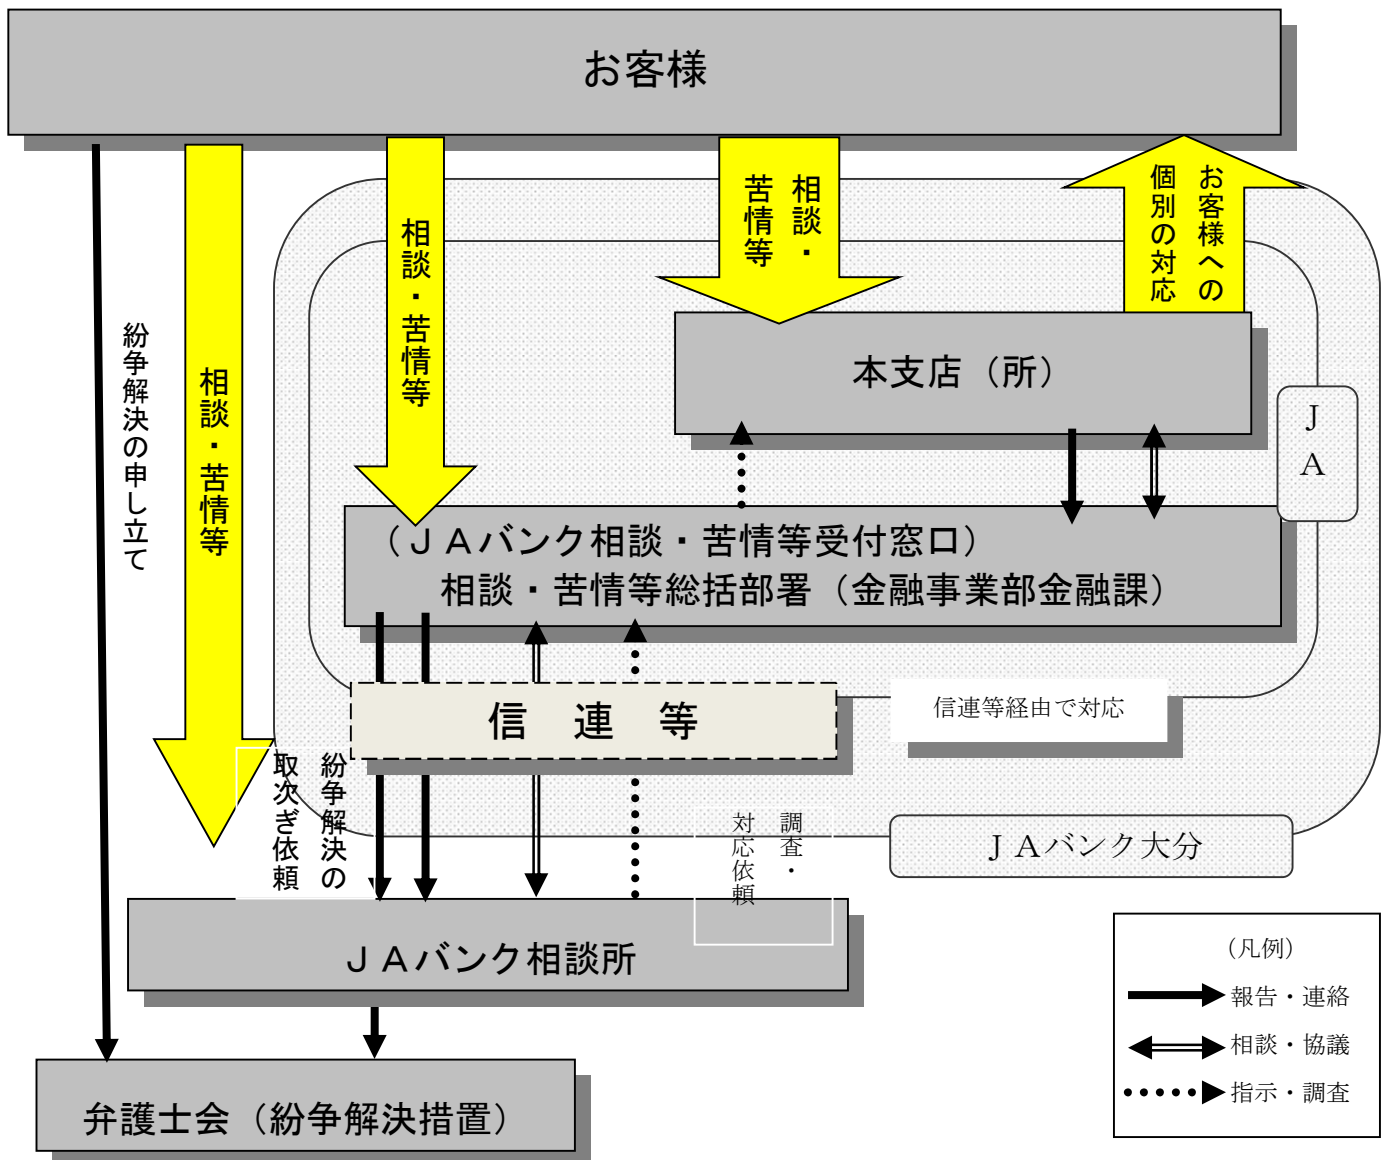 お客様
相談・
苦情等
お客様への
個別の対応
相談・苦情等
相談・苦情等
紛争解決の申し立て
本支店（所）
ＪＡ
（ＪＡバンク相談・苦情等受付窓口）
相談・苦情等総括部署（金融事業部金融課）
信連等
信連等経由で対応
紛争解決の
取次ぎ依頼
調査・
対応依頼
ＪＡバンク大分
ＪＡバンク相談所
弁護士会（紛争解決措置）
（凡例）
報告・連絡
相談・協議
指示・調査